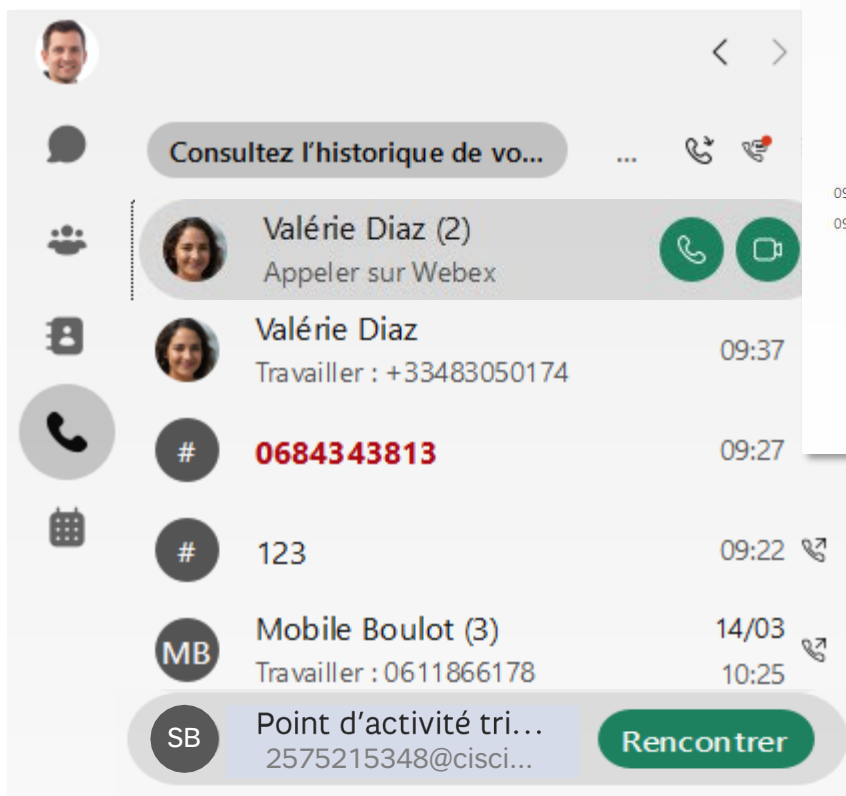 Consultez l'historique de vo... ...
Valérie Diaz (2)
Appeler sur Webex
Valérie Diaz
Travailler : +33483050174
09:37
# 0684343813 09:27
# 123 09:22
MB Mobile Boulot (3) 14/03
Travailler : 0611866178 10:25
SB Point d'activité tri...
2575215348@cisci...
Rencontrer